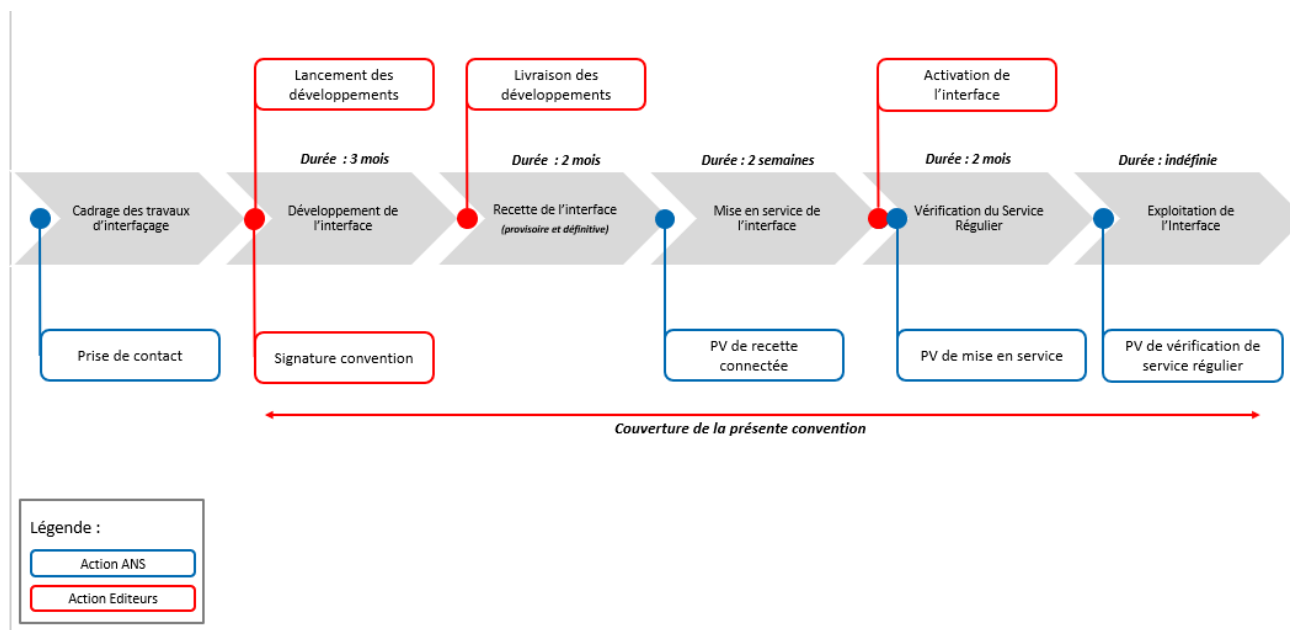 Lancement des
développements
Livraison des
développements
Activation de
l’interface
Durée : 3 mois
Durée : 2 mois
Durée : 2 semaines
Durée : 2 mois
Durée : indéfinie
Cadrage des travaux
d’interfaçage
Développement de
l’interface
Recette de l’interface
(provisoire et définitive)
Mise en service de
l’interface
Vérification du Service
Régulier
Exploitation de
l’Interface
Prise de contact
Signature convention
PV de recette
connectée
PV de mise en service
PV de vérification de
service régulier
Couverture de la présente convention
Légende :
Action ANS
Action Editeurs